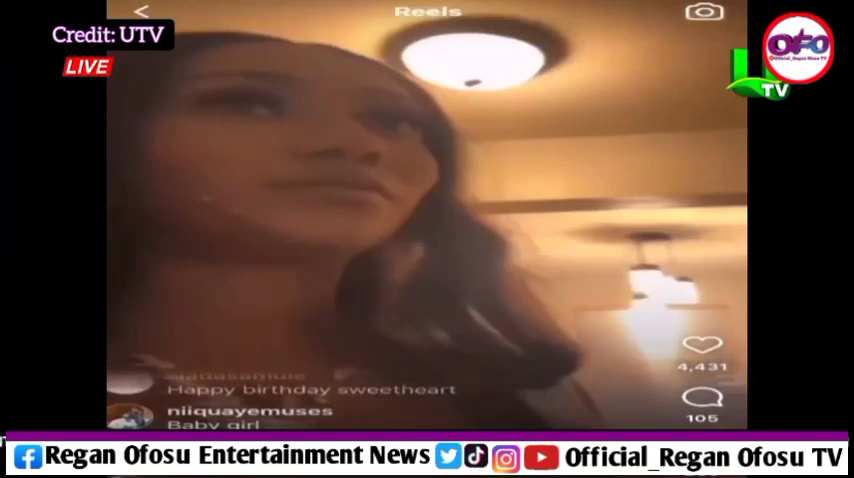 Credit: UTV
LIVE
<
Reels
OFO
TV
Happy birthday sweetheart
niiquayemuses
Baby girl
4,431
105
Regan Ofosu Entertainment News
Official_Regan Ofosu TV